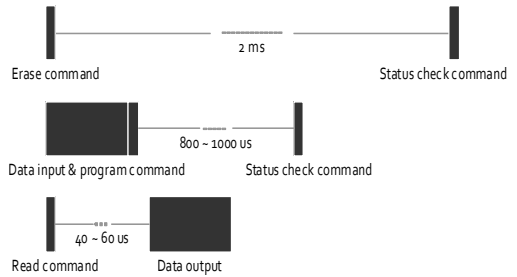 2 ms
Erase command Status check command
800 ~ 1000 us
Data input & program command Status check command
40 ~ 60 us
Read command Data output